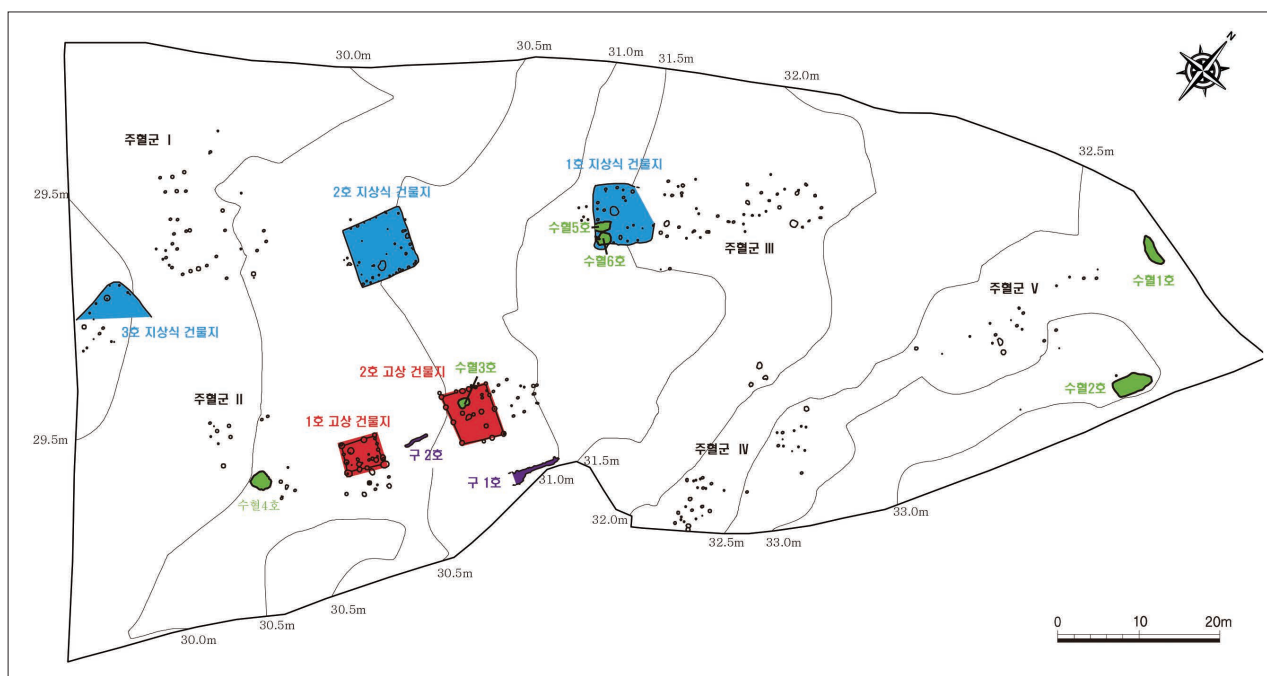 30.0m
30.5m
31.0m
31.5m
32.0m
N
32.5m
주혈군 Ⅰ
29.5m
2호 지상식 건물지
1호 지상식 건물지
수혈5호
수혈6호
주혈군 Ⅲ
수혈1호
주혈군 Ⅴ
3호 지상식 건물지
2호 고상 건물지
수혈3호
수혈2호
주혈군 Ⅱ
1호 고상 건물지
29.5m
구 2호
주혈군 Ⅳ
구 1호
31.5m
31.0m
수혈4호
32.0m
33.0m
32.5m
33.0m
30.5m
30.5m
30.5m
30.0m
0 10 20m